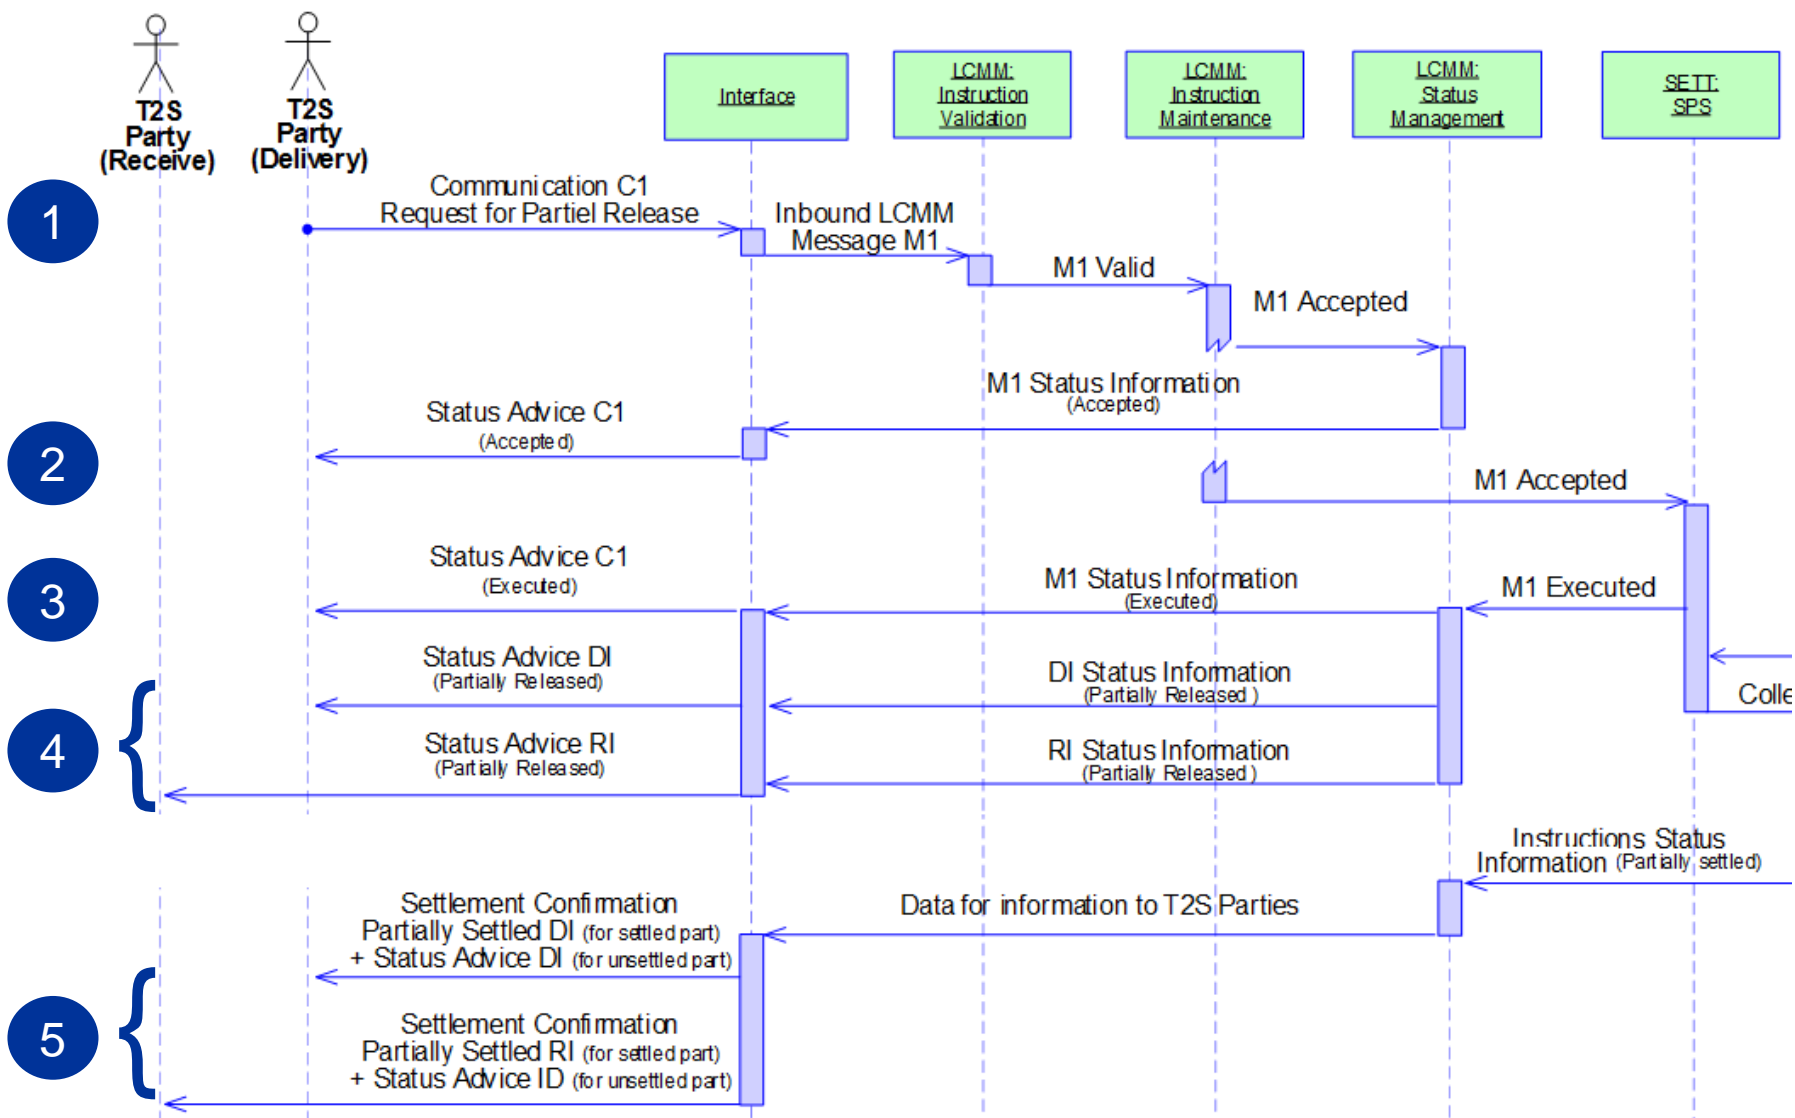 T2S
Party
(Receive)
T2S
Party
(Delivery)
Interface
LCMM:
Instruction
Validation
LCMM:
Instruction
Maintenance
LCMM:
Status
Management
SETT:
SPS
1
Communication C1
Request for Partiel Release
Inbound LCMM
Message M1
M1 Valid
M1 Accepted
M1 Status Information
(Accepted)
Status Advice C1
(Accepted)
2
M1 Accepted
3
Status Advice C1
(Executed)
M1 Status Information
(Executed)
M1 Executed
4
Status Advice DI
(Partially Released)
DI Status Information
(Partially Released )
Colle
Status Advice RI
(Partially Released)
RI Status Information
(Partially Released )
Instructions Status
Information (Partially settled)
5
Settlement Confirmation
Partially Settled DI (for settled part)
+ Status Advice DI (for unsettled part)
Data for information to T2S Parties
Settlement Confirmation
Partially Settled RI (for settled part)
+ Status Advice ID (for unsettled part)